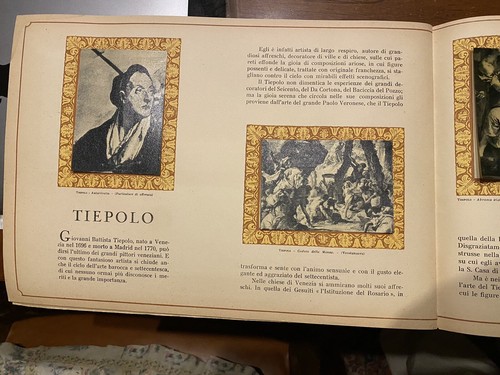 TIEPOLO
Giovanni Battista Tiepolo, nato a Vene-
zia nel 1696 e morto a Madrid nel 1770, può
dirsi l'ultimo dei grandi pittori veneziani. E
con questo fantasioso artista si chiude an-
che il ciclo dell'arte barocca e settecentesca,
di cui nessuno ormai più disconosce i me-
riti e la grande importanza.
Egli è infatti artista di largo respiro, autore di gran-
diosi affreschi, decoratore di ville e di chiese, sulle cui pa-
reti effonde la gioia di composizioni ariose, in cui figure
possenti e delicate, trattate con originale franchezza, si sta-
gliano contro il cielo con mirabili effetti scenografici.
Il Tiepolo non dimentica le esperienze dei grandi de-
coratori del Seicento, del Da Cortona, del Baciccia del Pozzo,
ma la gioia serena che circola nelle sue composizioni gli
proviene dall'arte del grande Paolo Veronese, che il Tiepolo
trasforma e sente con l'animo sensuale e con il gusto ele-
gante ed aggraziato del settecentista.
Nelle chiese di Venezia si ammirano molti suoi affre-
schi. In quella dei Gesuiti «l'Istituzione del Rosario», in
quella della
Disgraziatam
strusse nella
su cui egli av
la S. Casa di
Ma è nei
l'arte del Tie
in cui le figure